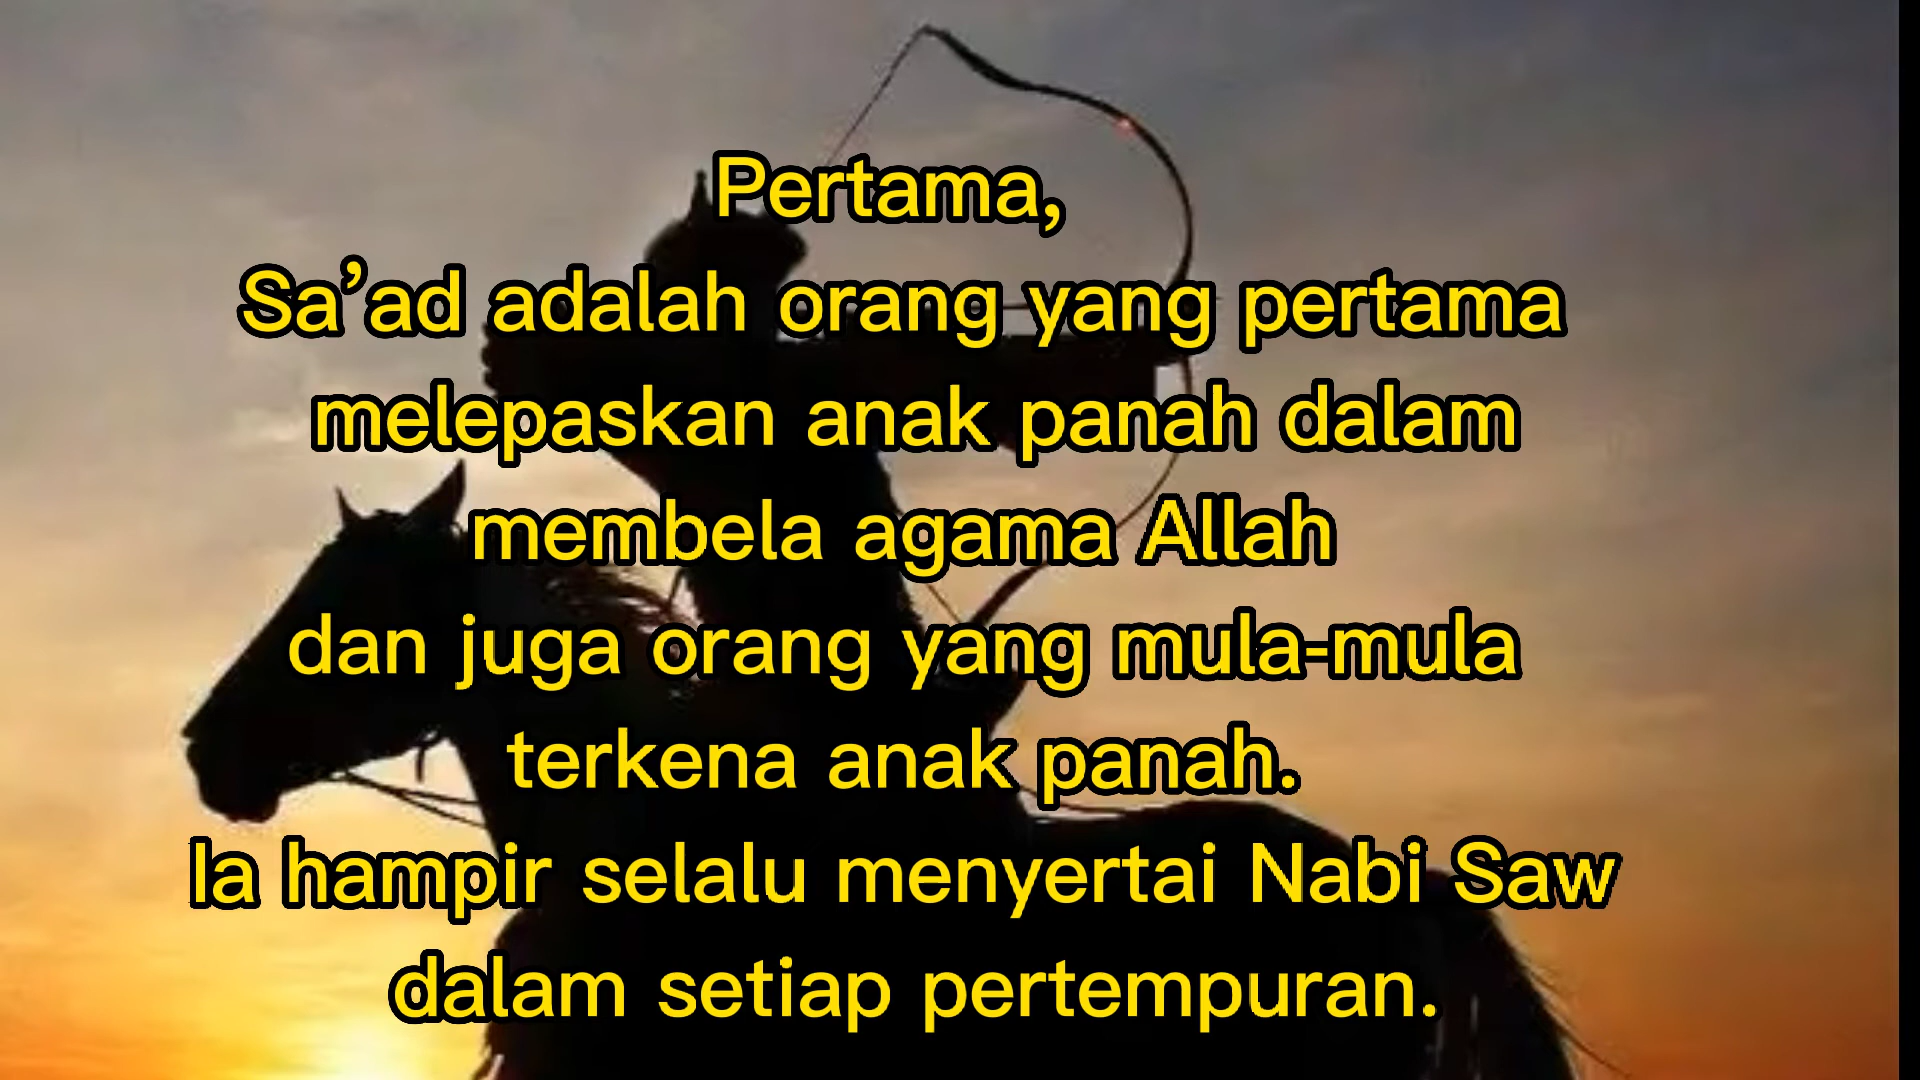 Pertama,
Sa’ad adalah orang yang pertama
melepaskan anak panah dalam
membela agama Allah
dan juga orang yang mula-mula
terkena anak panah.
Ia hampir selalu menyertai Nabi Saw
dalam setiap pertempuran.